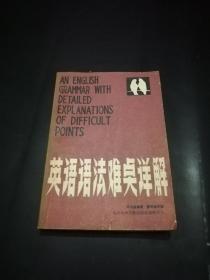 AN ENGLISH
GRAMMAR WITH
DETAILED
EXPLANATIONS
OF DIFFICULT
POINTS
英语语法难点详解